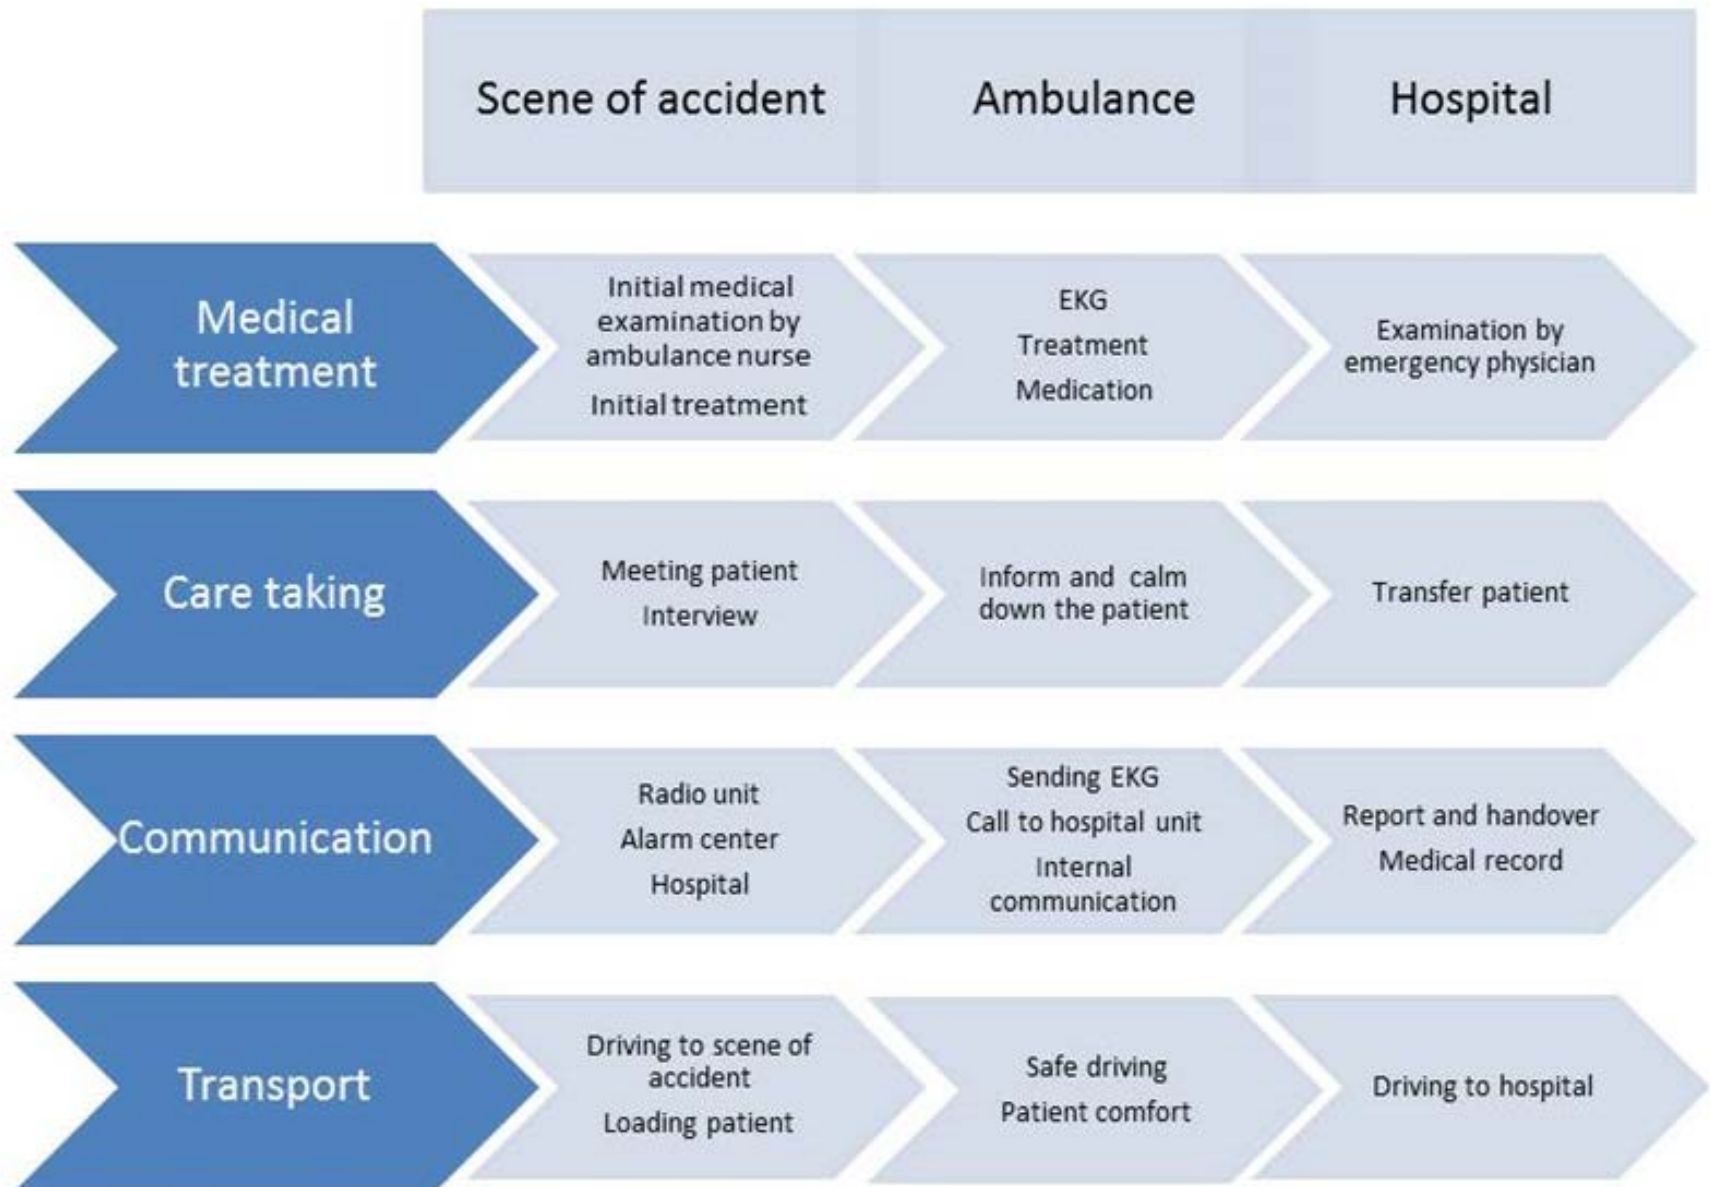 Scene of accident
Ambulance
Hospital
Medical
treatment
Initial medical
examination by
ambulance nurse
Initial treatment
EKG
Treatment
Medication
Examination by
emergency physician
Care taking
Meeting patient
Interview
Inform and calm
down the patient
Transfer patient
Communication
Radio unit
Alarm center
Hospital
Sending EKG
Call to hospital unit
Internal
communication
Report and handover
Medical record
Transport
Driving to scene of
accident
Loading patient
Safe driving
Patient comfort
Driving to hospital